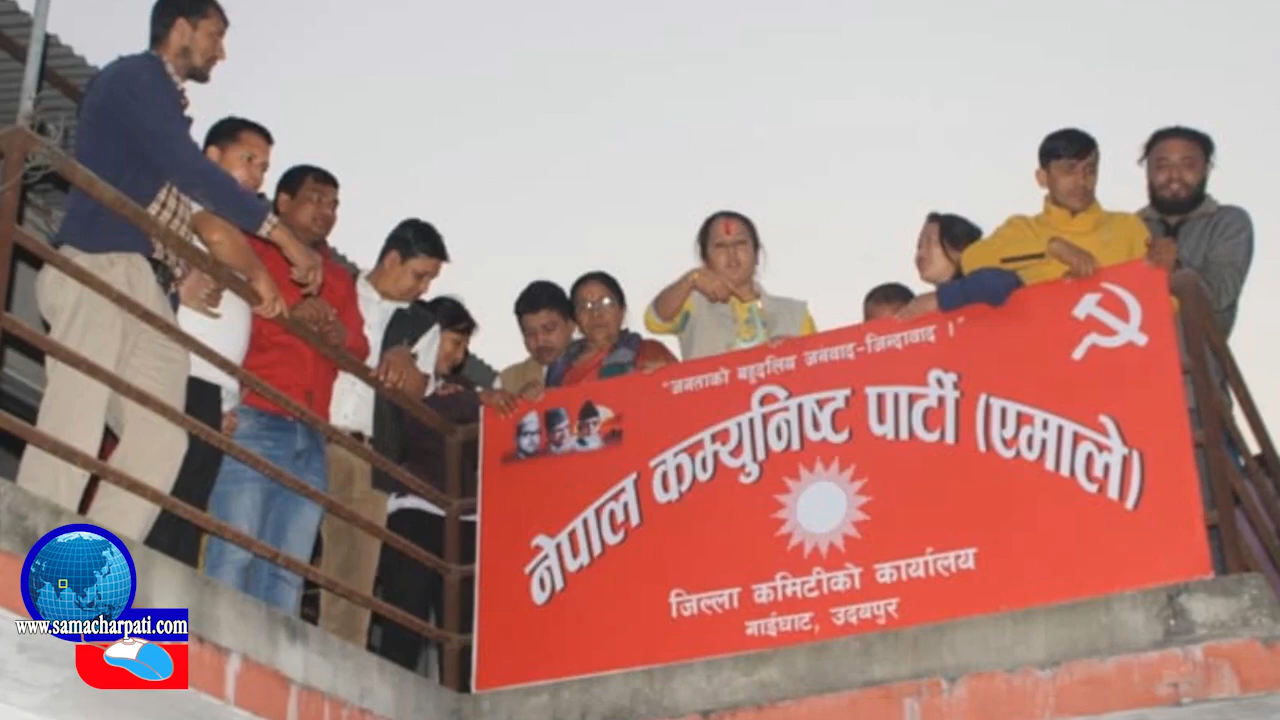 "जनताको बहुदलिय जनवाद-जिन्दावाद ।"
नेपाल कम्युनिष्ट पार्टी (एमाले)
जिल्ला कमिटीको कार्यालय
गाईघाट, उदयपुर
www.samacharpati.com